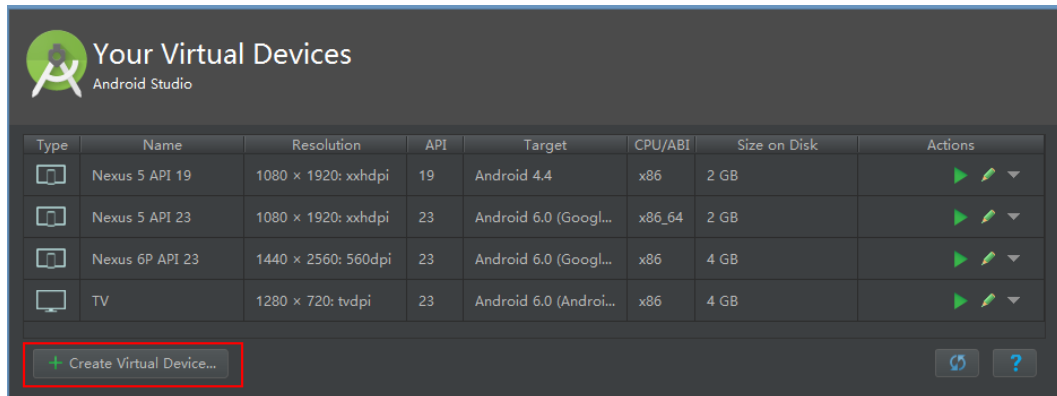 Your Virtual Devices
Android Studio
Type Name Resolution API Target CPU/ABI Size on Disk Actions
Nexus 5 API 19 1080 × 1920: xxhdpi 19 Android 4.4 x86 2 GB
Nexus 5 API 23 1080 × 1920: xxhdpi 23 Android 6.0 (Googl... x86_64 2 GB
Nexus 6P API 23 1440 × 2560: 560dpi 23 Android 6.0 (Googl... x86 4 GB
TV 1280 × 720: tvdpi 23 Android 6.0 (Androi... x86 4 GB
+ Create Virtual Device... ?